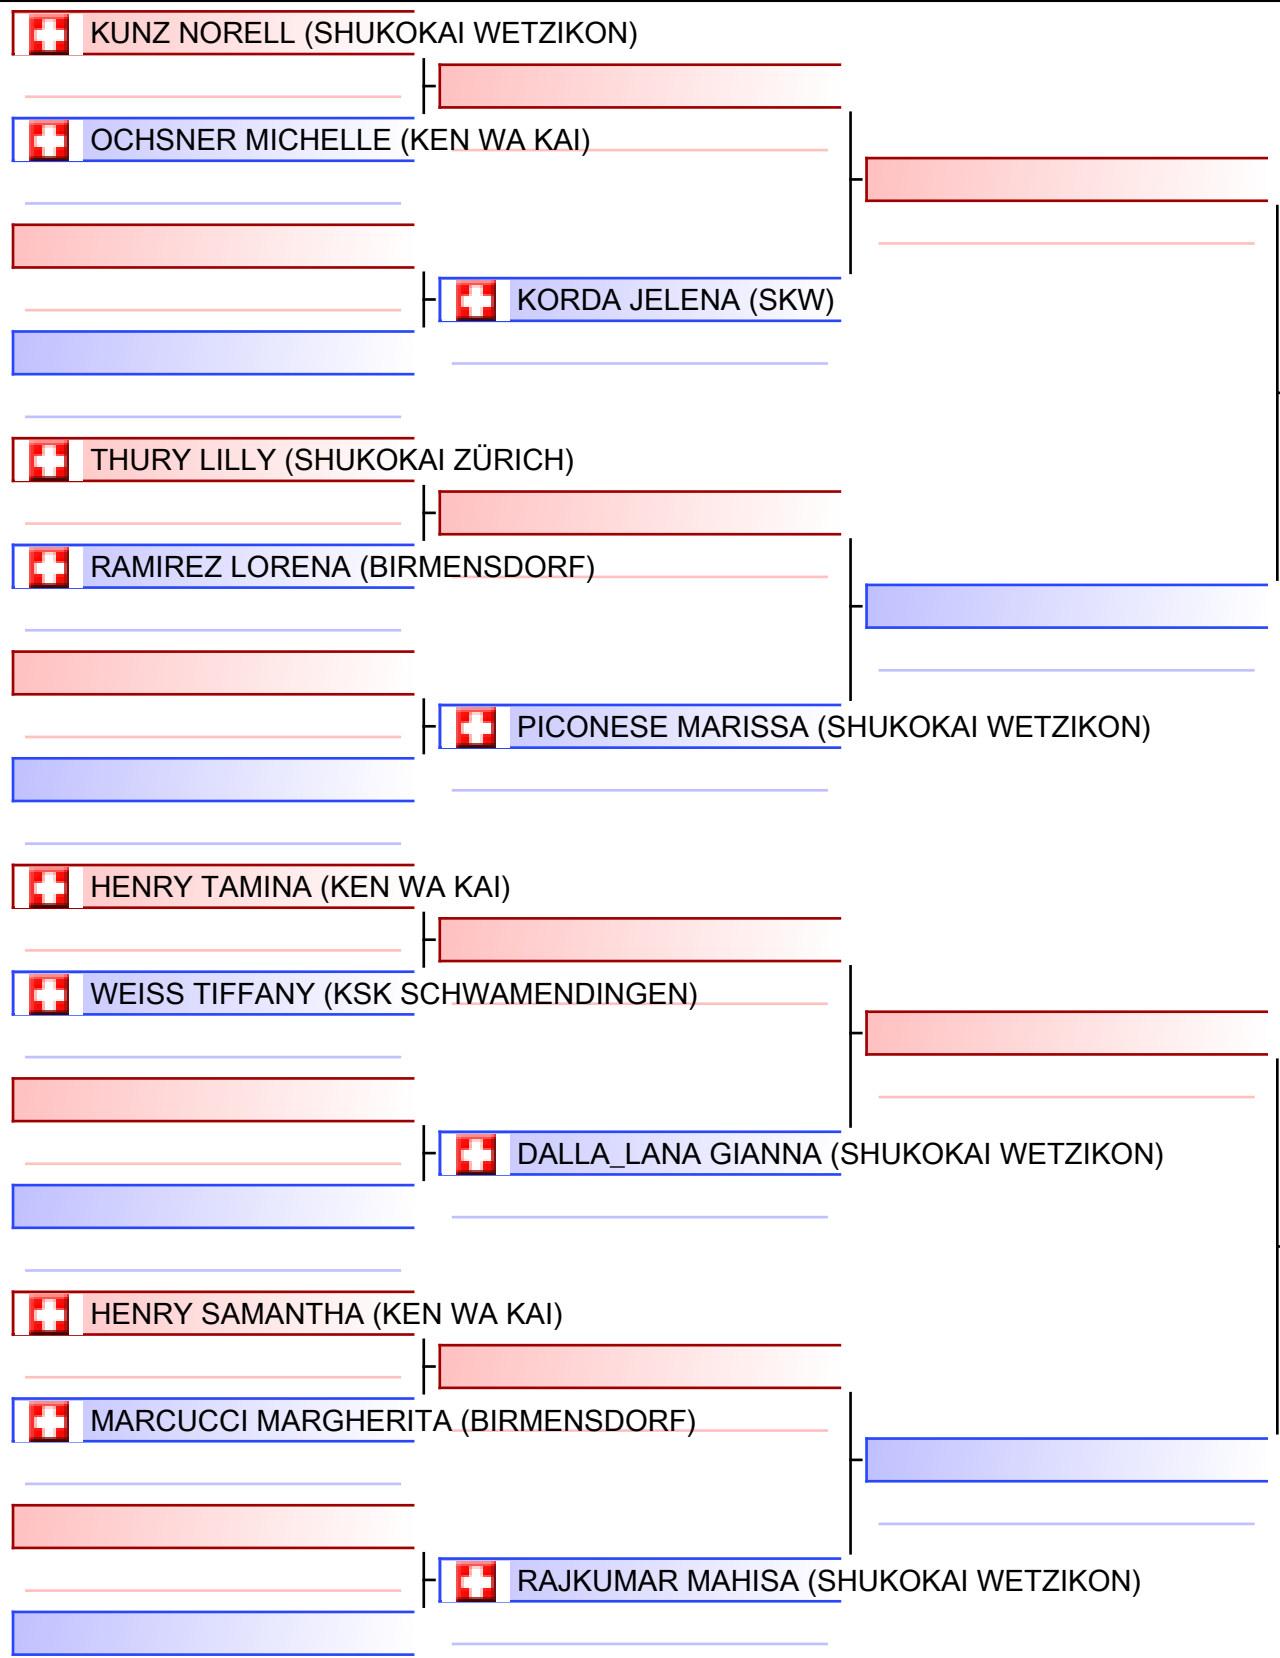 KUNZ NORELL (SHUKOKAI WETZIKON)
OCHSNER MICHELLE (KEN WA KAI)
KORDA JELENA (SKW)
THURY LILLY (SHUKOKAI ZÜRICH)
RAMIREZ LORENA (BIRMENSDORF)
PICONESE MARISSA (SHUKOKAI WETZIKON)
HENRY TAMINA (KEN WA KAI)
WEISS TIFFANY (KSK SCHWAMENDINGEN)
DALLA_LANA GIANNA (SHUKOKAI WETZIKON)
HENRY SAMANTHA (KEN WA KAI)
MARCUCCI MARGHERITA (BIRMENSDORF)
RAJKUMAR MAHISA (SHUKOKAI WETZIKON)